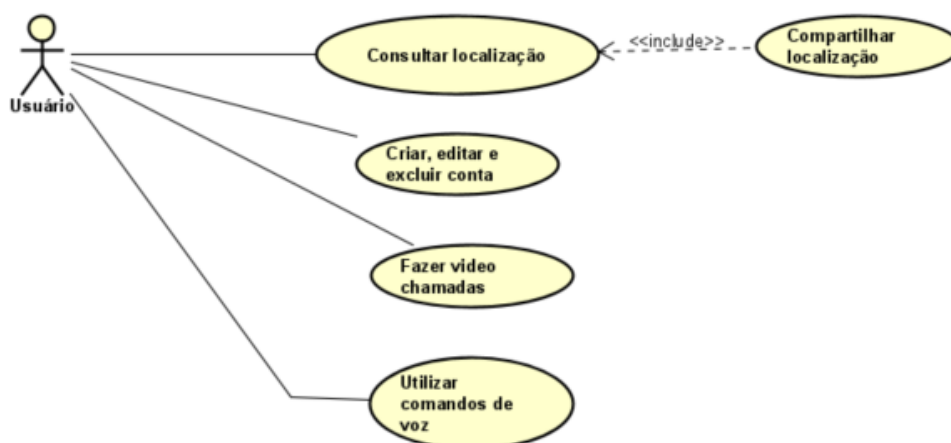 Usuário
Consultar localização
<<include>>
Compartilhar
localização
Criar, editar e
excluir conta
Fazer video
chamadas
Utilizar
comandos de
voz